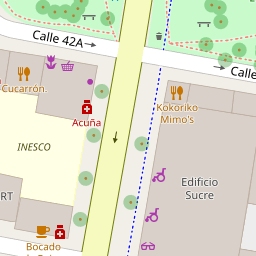 Calle 42A
Calle
Cucarrón
Acuña
Kokoriko
Mimo's
INESCO
Edificio
Sucre
RT
Bocado